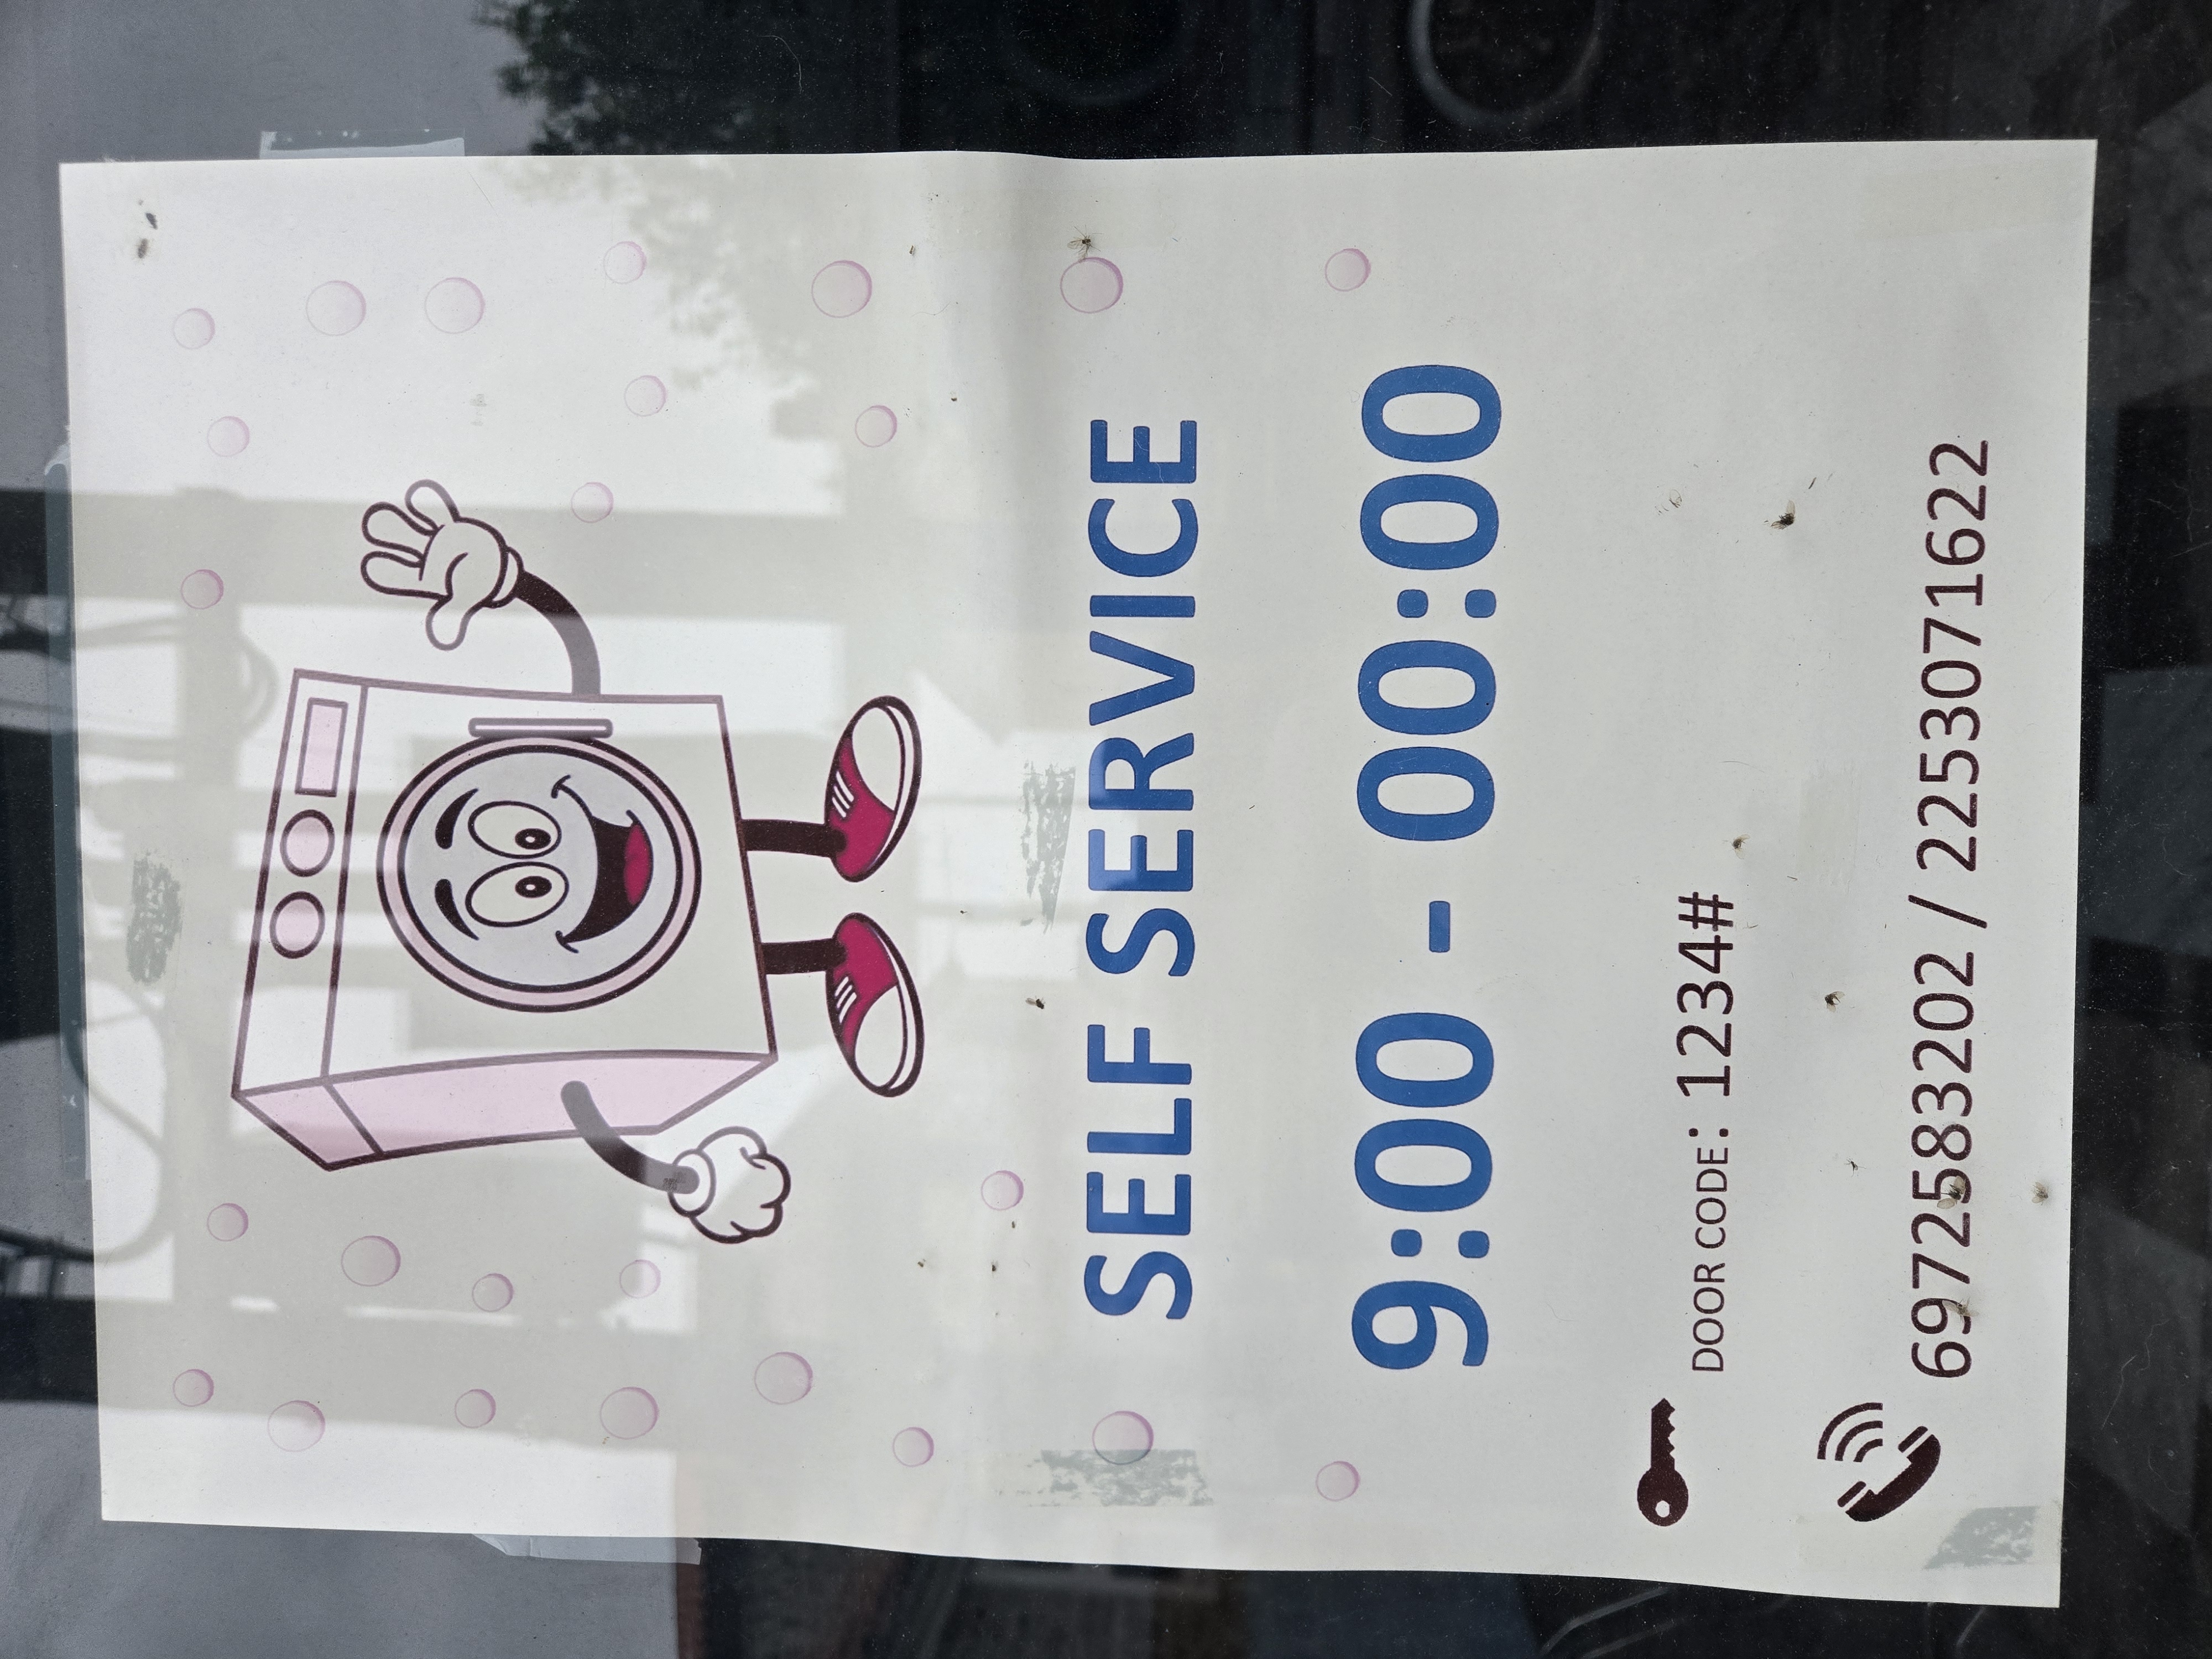 SELF SERVICE
9:00 - 00:00
DOOR CODE: 1234#
6972583202 / 2253071622